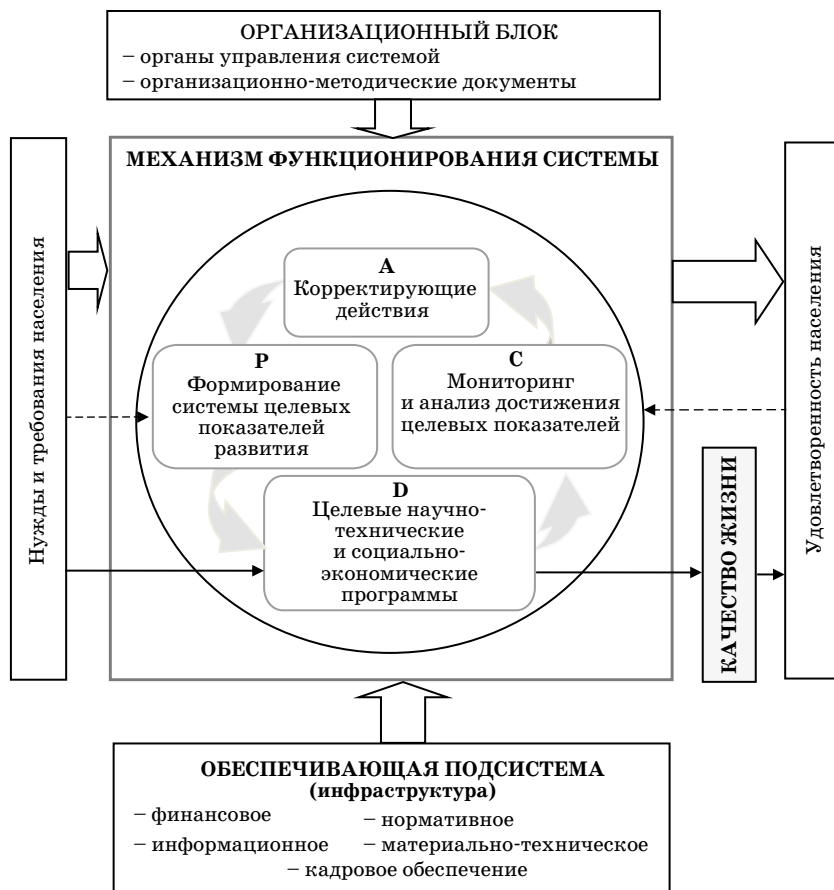 ОРГАНИЗАЦИОННЫЙ БЛОК
– органы управления системой
– организационно-методические документы
Нужды и требования населения
МЕХАНИЗМ ФУНКЦИОНИРОВАНИЯ СИСТЕМЫ
A
Корректирующие
действия
P
Формирование
системы целевых
показателей
развития
C
Мониторинг
и анализ достижения
целевых показателей
D
Целевые научно-
технические
и социально-
экономические
программы
КАЧЕСТВО ЖИЗНИ
Удовлетворенность населения
ОБЕСПЕЧИВАЮЩАЯ ПОДСИСТЕМА
(инфраструктура)
– финансовое – нормативное
– информационное – материально-техническое
– кадровое обеспечение